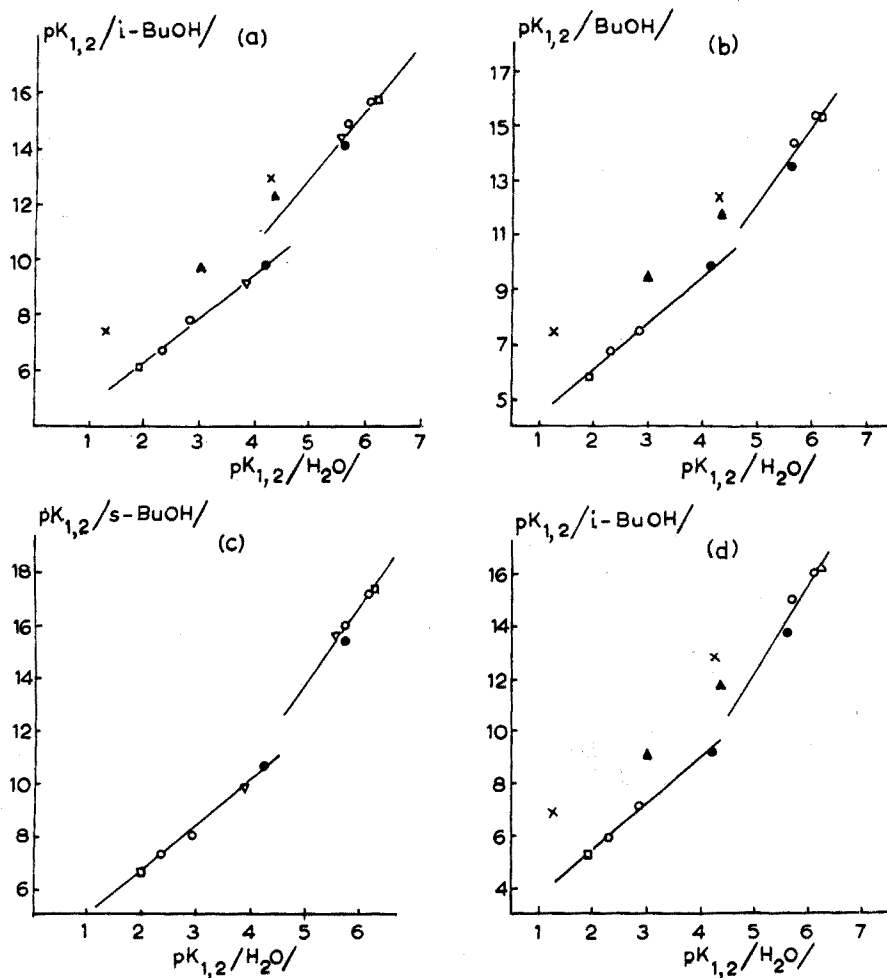 pK1,2/i-BuOH/ (a)
16
14
12
10
8
6
1 2 3 4 5 6 7
pK1,2/H2O/
pK1,2/BuOH/ (b)
17
15
13
11
9
7
5
1 2 3 4 5 6 7
pK1,2/H2O/
pK1,2/s-BuOH/ (c)
18
16
14
12
10
8
6
1 2 3 4 5 6
pK1,2/H2O/
pK1,2/i-BuOH/ (d)
16
14
12
10
8
6
4
1 2 3 4 5 6 7
pK1,2/H2O/